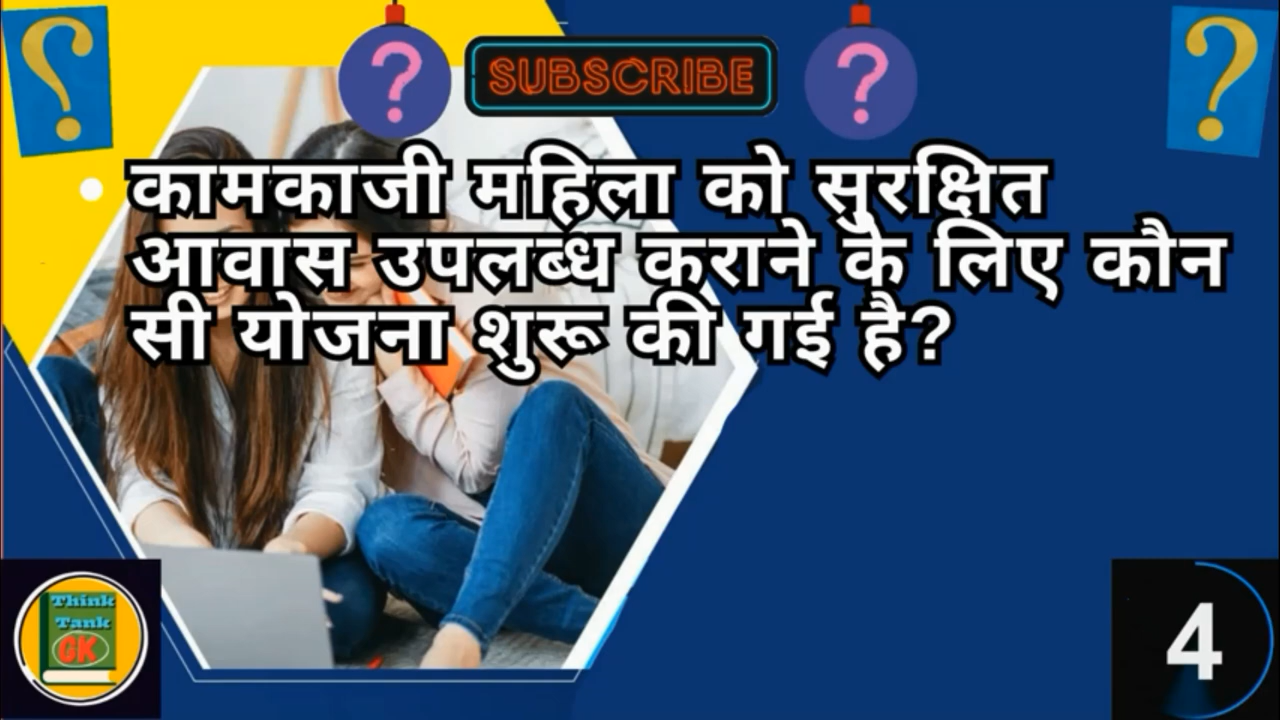 ?
?
SUBSCRIBE
?
?
• कामकाजी महिला को सुरक्षित
आवास उपलब्ध कराने के लिए कौन
सी योजना शुरू की गई है?
Think
Tank
GK
4